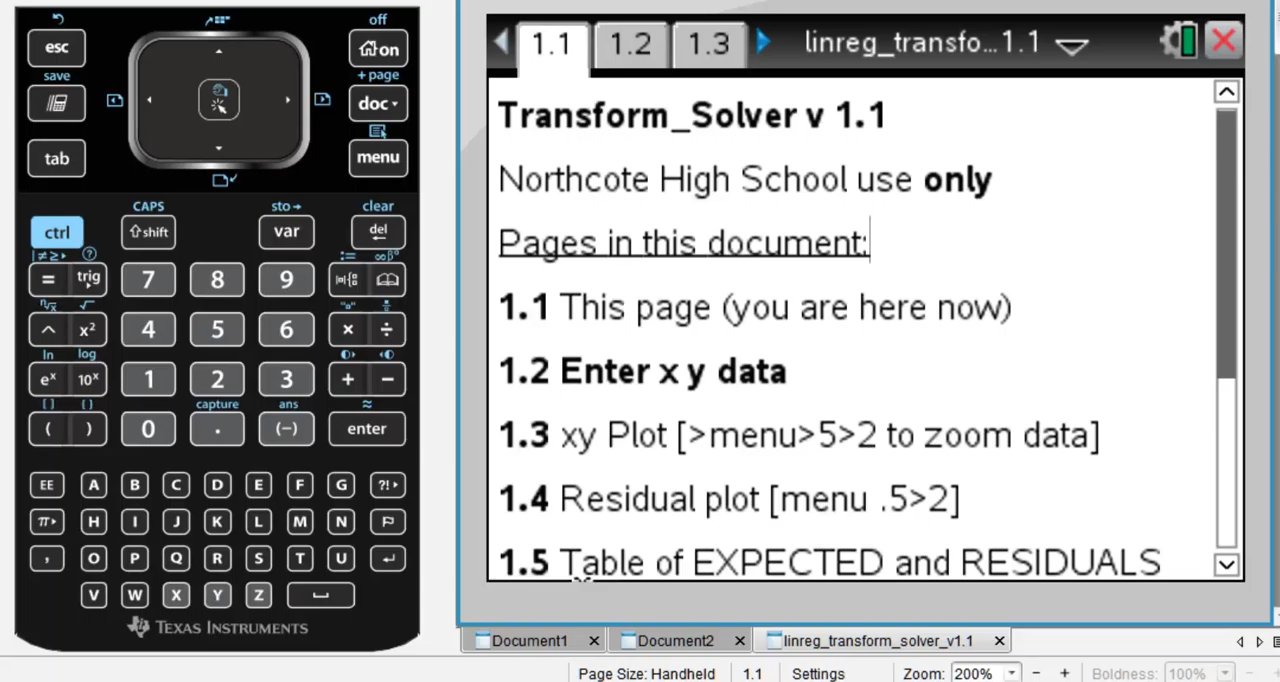 off
esc
on
save
+ page
doc
tab
menu
CAPS
sto→
clear
ctrl
⇧shift
var
del
= trig 7 8 9
n√x √ "a"
^ x² 4 5 6 × ÷
ln log
eˣ 10ˣ 1 2 3 + −
[ ] { } capture ans ≈
( ) 0 . (−) enter
EE A B C D E F G ?!▸
π▸ H I J K L M N
, O P Q R S T U
V W X Y Z
TEXAS INSTRUMENTS
1.1 1.2 1.3 linreg_transfo...1.1
Transform_Solver v 1.1
Northcote High School use only
Pages in this document:
1.1 This page (you are here now)
1.2 Enter x y data
1.3 xy Plot [>menu>5>2 to zoom data]
1.4 Residual plot [menu .5>2]
1.5 Table of EXPECTED and RESIDUALS
Document1 Document2 linreg_transform_solver_v1.1
Page Size: Handheld 1.1 Settings Zoom: 200% − + Boldness: 100% −